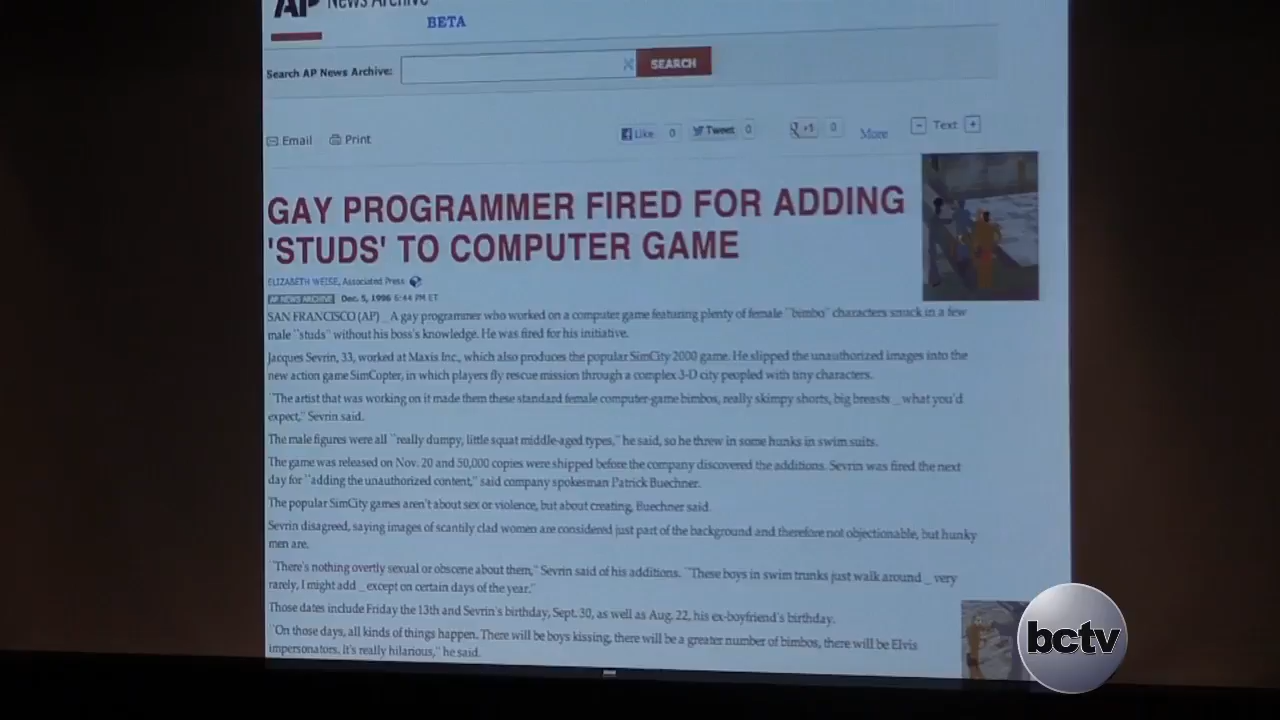 AP News Archive
BETA
Search AP News Archive:
SEARCH
Email Print
Like 0 Tweet 0 +1 0 More - Text +
GAY PROGRAMMER FIRED FOR ADDING
'STUDS' TO COMPUTER GAME
ELIZABETH WEISE, Associated Press
AP NEWS ARCHIVE Dec. 5, 1996 6:44 PM ET
SAN FRANCISCO (AP) _ A gay programmer who worked on a computer game featuring plenty of female ``bimbo'' characters snuck in a few
male ``studs'' without his boss's knowledge. He was fired for his initiative.
Jacques Sevrin, 33, worked at Maxis Inc., which also produces the popular SimCity 2000 game. He slipped the unauthorized images into the
new action game SimCopter, in which players fly rescue mission through a complex 3-D city peopled with tiny characters.
``The artist that was working on it made them these standard female computer-game bimbos, really skimpy shorts, big breasts _ what you'd
expect,'' Sevrin said.
The male figures were all ``really dumpy, little squat middle-aged types,'' he said, so he threw in some hunks in swim suits.
The game was released on Nov. 20 and 50,000 copies were shipped before the company discovered the additions. Sevrin was fired the next
day for ``adding the unauthorized content,'' said company spokesman Patrick Buechner.
The popular SimCity games aren't about sex or violence, but about creating, Buechner said.
Sevrin disagreed, saying images of scantily clad women are considered just part of the background and therefore not objectionable, but hunky
men are.
``There's nothing overtly sexual or obscene about them,'' Sevrin said of his additions. ``These boys in swim trunks just walk around _ very
rarely, I might add _ except on certain days of the year.''
Those dates include Friday the 13th and Sevrin's birthday, Sept. 30, as well as Aug. 22, his ex-boyfriend's birthday.
``On those days, all kinds of things happen. There will be boys kissing, there will be a greater number of bimbos, there will be Elvis
impersonators. It's really hilarious,'' he said.
bctv